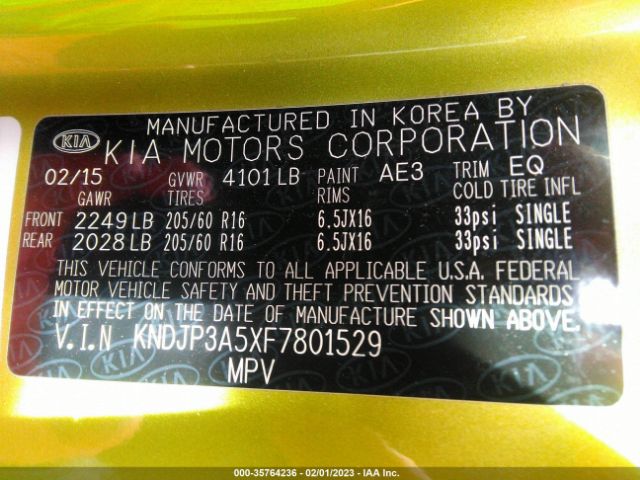 MANUFACTURED IN KOREA BY
KIA KIA MOTORS CORPORATION
02/15 GVWR 4101 LB PAINT AE3 TRIM EQ
GAWR TIRES RIMS COLD TIRE INFL
FRONT 2249 LB 205/60 R16 6.5JX16 33psi SINGLE
REAR 2028 LB 205/60 R16 6.5JX16 33psi SINGLE
THIS VEHICLE CONFORMS TO ALL APPLICABLE U.S.A. FEDERAL
MOTOR VEHICLE SAFETY AND THEFT PREVENTION STANDARDS
IN EFFECT ON THE DATE OF MANUFACTURE SHOWN ABOVE.
V.I.N KNDJP3A5XF7801529
MPV
000-35764236 - 02/01/2023 - IAA Inc.